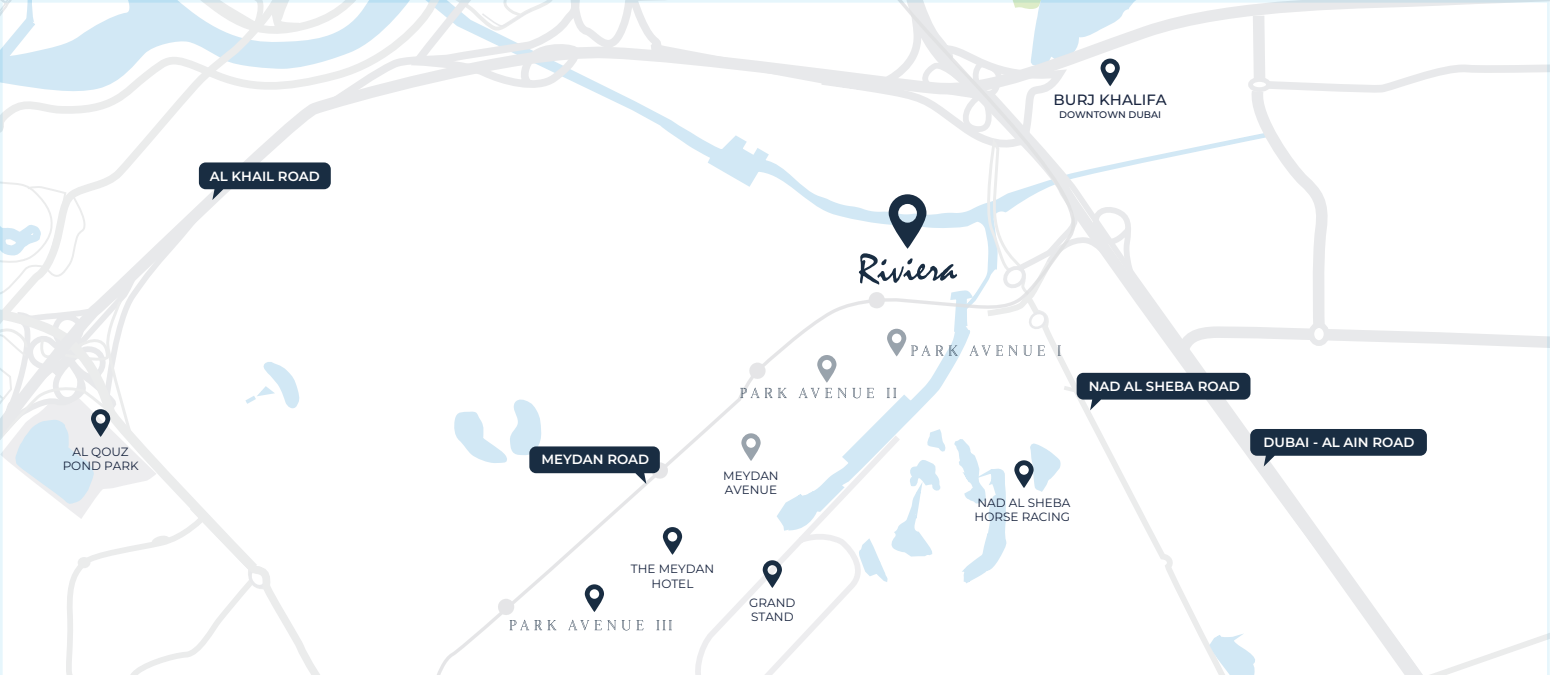 BURJ KHALIFA
DOWNTOWN DUBAI
AL KHAIL ROAD
Riviera
PARK AVENUE I
PARK AVENUE II
NAD AL SHEBA ROAD
DUBAI - AL AIN ROAD
AL QOUZ
POND PARK
MEYDAN ROAD
MEYDAN
AVENUE
NAD AL SHEBA
HORSE RACING
THE MEYDAN
HOTEL
GRAND
STAND
PARK AVENUE III